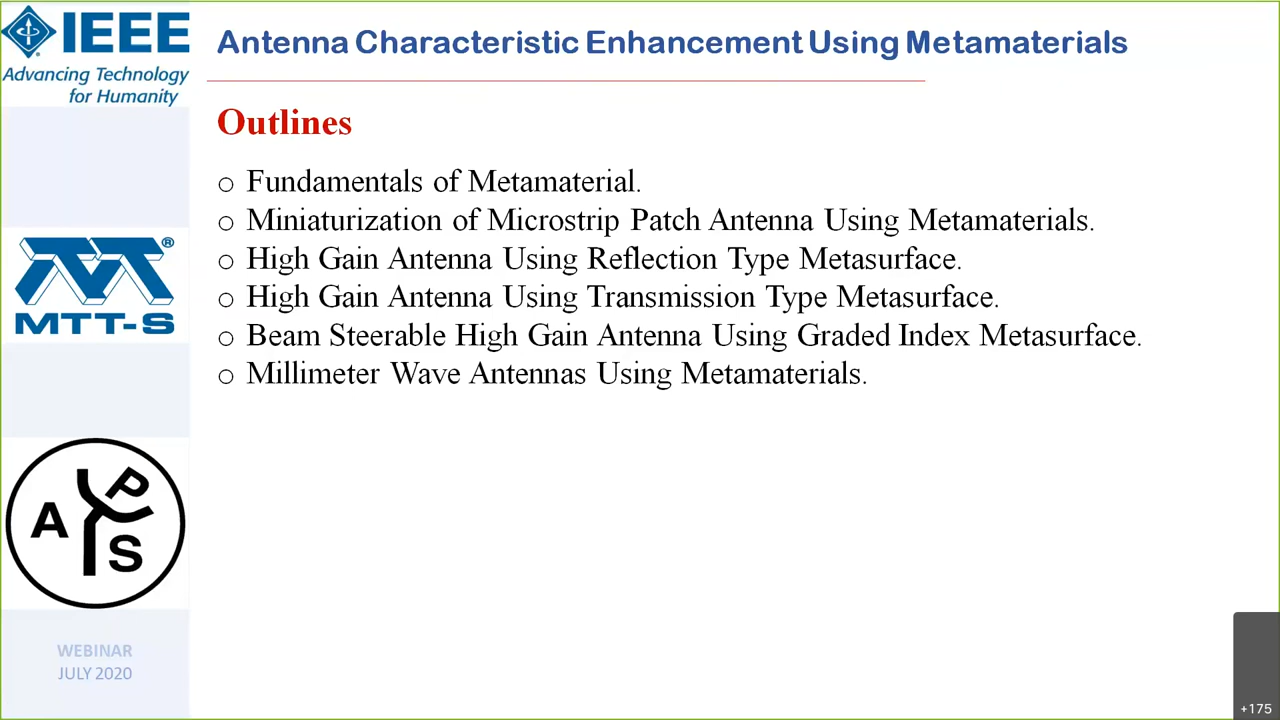 IEEE
Advancing Technology
for Humanity
Antenna Characteristic Enhancement Using Metamaterials
Outlines
o Fundamentals of Metamaterial.
o Miniaturization of Microstrip Patch Antenna Using Metamaterials.
o High Gain Antenna Using Reflection Type Metasurface.
o High Gain Antenna Using Transmission Type Metasurface.
o Beam Steerable High Gain Antenna Using Graded Index Metasurface.
o Millimeter Wave Antennas Using Metamaterials.
®
MTT-S
A P S
WEBINAR
JULY 2020
+175